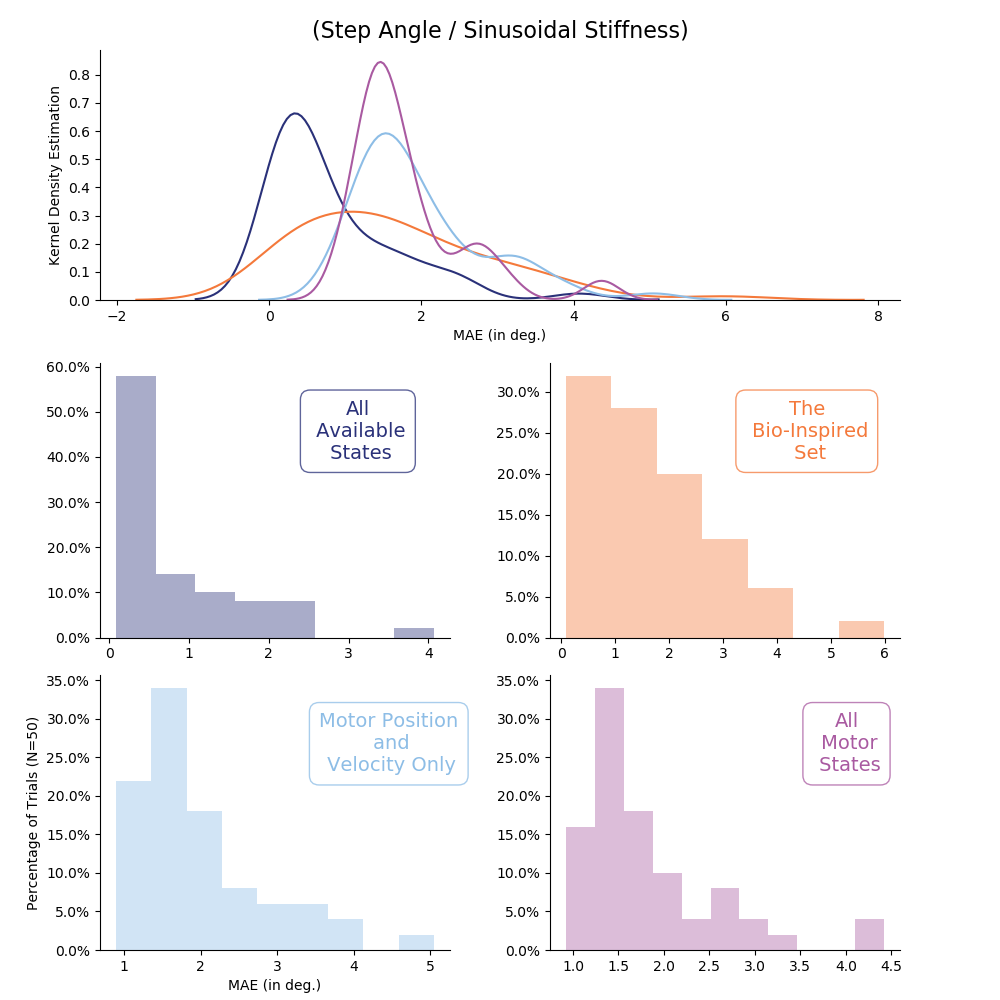 (Step Angle / Sinusoidal Stiffness)
Kernel Density Estimation
0.8
0.7
0.6
0.5
0.4
0.3
0.2
0.1
0.0
−2 0 2 4 6 8
MAE (in deg.)
60.0%
50.0%
40.0%
30.0%
20.0%
10.0%
0.0%
0 1 2 3 4
All
Available
States
30.0%
25.0%
20.0%
15.0%
10.0%
5.0%
0.0%
0 1 2 3 4 5 6
The
Bio-Inspired
Set
Percentage of Trials (N=50)
35.0%
30.0%
25.0%
20.0%
15.0%
10.0%
5.0%
0.0%
1 2 3 4 5
MAE (in deg.)
Motor Position
and
Velocity Only
35.0%
30.0%
25.0%
20.0%
15.0%
10.0%
5.0%
0.0%
1.0 1.5 2.0 2.5 3.0 3.5 4.0 4.5
All
Motor
States